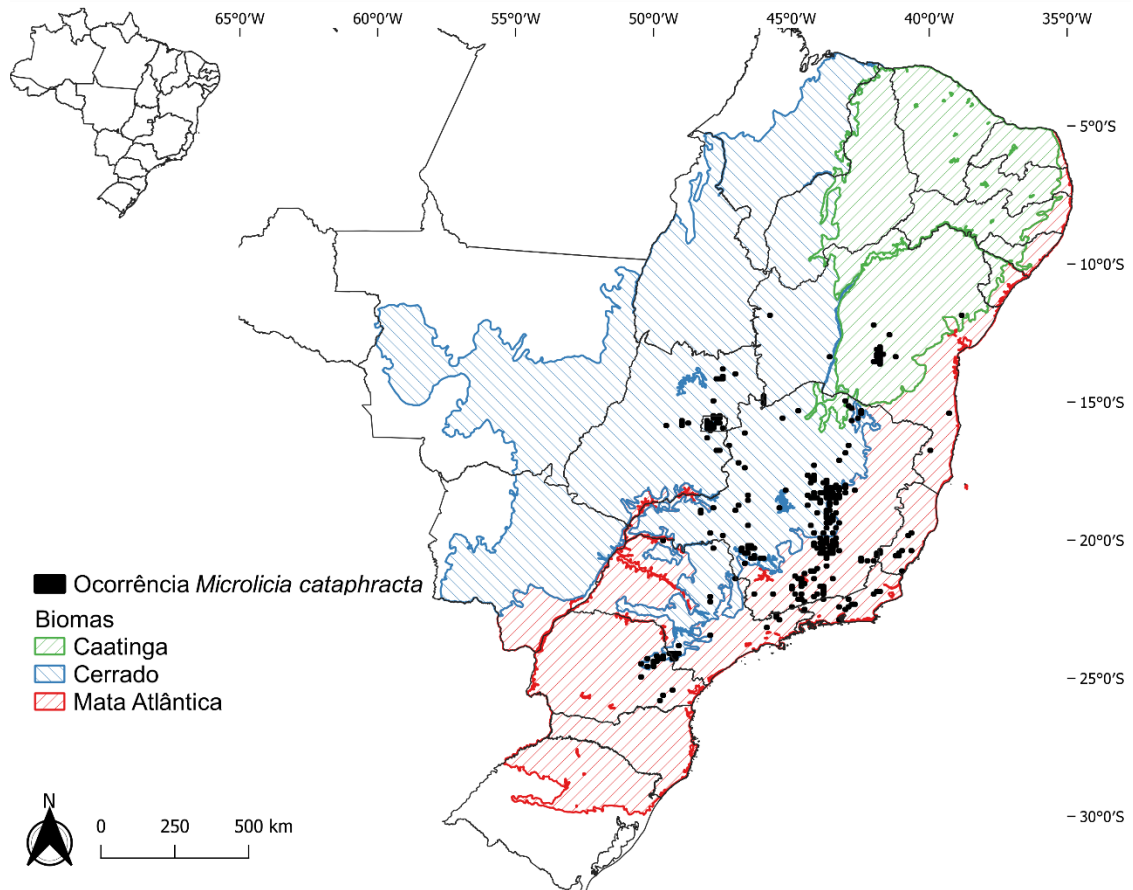 65°0'W 60°0'W 55°0'W 50°0'W 45°0'W 40°0'W 35°0'W
5°0'S
10°0'S
15°0'S
20°0'S
25°0'S
30°0'S
Ocorrência Microlicia cataphracta
Biomas
Caatinga
Cerrado
Mata Atlântica
N
0 250 500 km